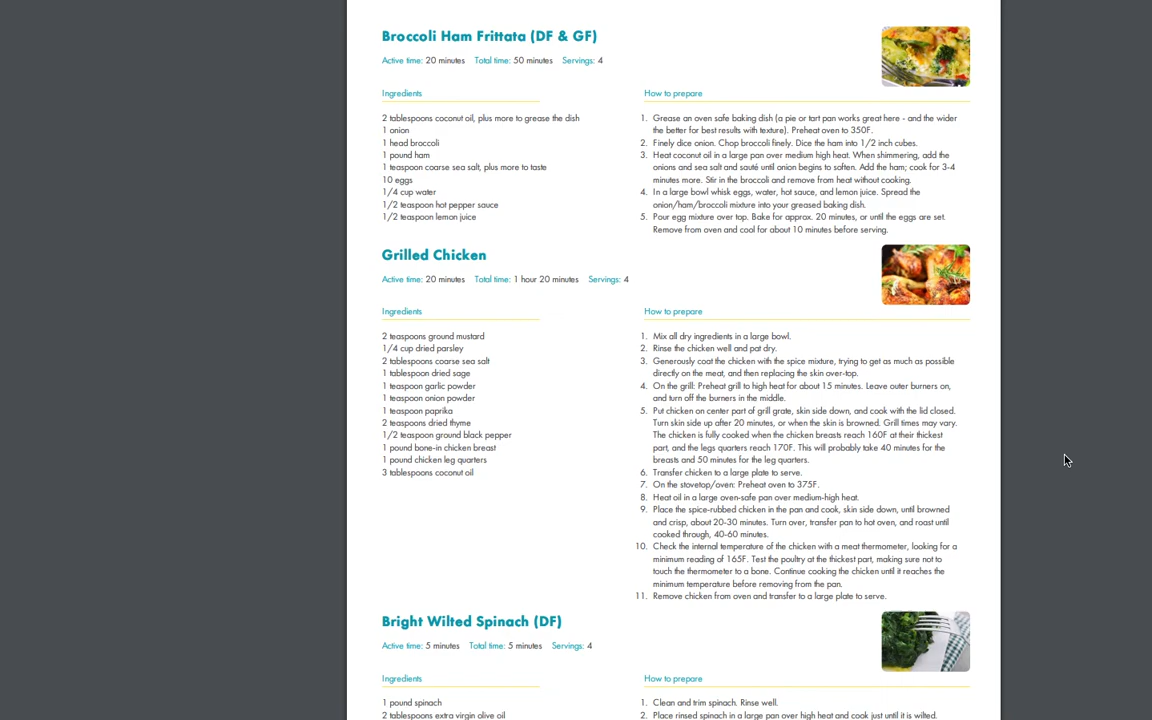 Broccoli Ham Frittata (DF & GF)
Active time: 20 minutes Total time: 50 minutes Servings: 4
Ingredients
2 tablespoons coconut oil, plus more to grease the dish
1 onion
1 head broccoli
1 pound ham
1 teaspoon coarse sea salt, plus more to taste
10 eggs
1/4 cup water
1/2 teaspoon hot pepper sauce
1/2 teaspoon lemon juice
How to prepare
1. Grease an oven safe baking dish (a pie or tart pan works great here - and the wider
the better for best results with texture). Preheat oven to 350F.
2. Finely dice onion. Chop broccoli finely. Dice the ham into 1/2 inch cubes.
3. Heat coconut oil in a large pan over medium high heat. When shimmering, add the
onions and sea salt and sauté until onion begins to soften. Add the ham; cook for 3-4
minutes more. Stir in the broccoli and remove from heat without cooking.
4. In a large bowl whisk eggs, water, hot sauce, and lemon juice. Spread the
onion/ham/broccoli mixture into your greased baking dish.
5. Pour egg mixture over top. Bake for approx. 20 minutes, or until the eggs are set.
Remove from oven and cool for about 10 minutes before serving.
Grilled Chicken
Active time: 20 minutes Total time: 1 hour 20 minutes Servings: 4
Ingredients
2 teaspoons ground mustard
1/4 cup dried parsley
2 tablespoons coarse sea salt
1 tablespoon dried sage
1 teaspoon garlic powder
1 teaspoon onion powder
1 teaspoon paprika
2 teaspoons dried thyme
1/2 teaspoon ground black pepper
1 pound bone-in chicken breast
1 pound chicken leg quarters
3 tablespoons coconut oil
How to prepare
1. Mix all dry ingredients in a large bowl.
2. Rinse the chicken well and pat dry.
3. Generously coat the chicken with the spice mixture, trying to get as much as possible
directly on the meat, and then replacing the skin over-top.
4. On the grill: Preheat grill to high heat for about 15 minutes. Leave outer burners on,
and turn off the burners in the middle.
5. Put chicken on center part of grill grate, skin side down, and cook with the lid closed.
Turn skin side up after 20 minutes, or when the skin is browned. Grill times may vary.
The chicken is fully cooked when the chicken breasts reach 160F at their thickest
part, and the legs quarters reach 170F. This will probably take 40 minutes for the
breasts and 50 minutes for the leg quarters.
6. Transfer chicken to a large plate to serve.
7. On the stovetop/oven: Preheat oven to 375F.
8. Heat oil in a large oven-safe pan over medium-high heat.
9. Place the spice-rubbed chicken in the pan and cook, skin side down, until browned
and crisp, about 20-30 minutes. Turn over, transfer pan to hot oven, and roast until
cooked through, 40-60 minutes.
10. Check the internal temperature of the chicken with a meat thermometer, looking for a
minimum reading of 165F. Test the poultry at the thickest part, making sure not to
touch the thermometer to a bone. Continue cooking the chicken until it reaches the
minimum temperature before removing from the pan.
11. Remove chicken from oven and transfer to a large plate to serve.
Bright Wilted Spinach (DF)
Active time: 5 minutes Total time: 5 minutes Servings: 4
Ingredients
1 pound spinach
2 tablespoons extra virgin olive oil
How to prepare
1. Clean and trim spinach. Rinse well.
2. Place rinsed spinach in a large pan over high heat and cook just until it is wilted.